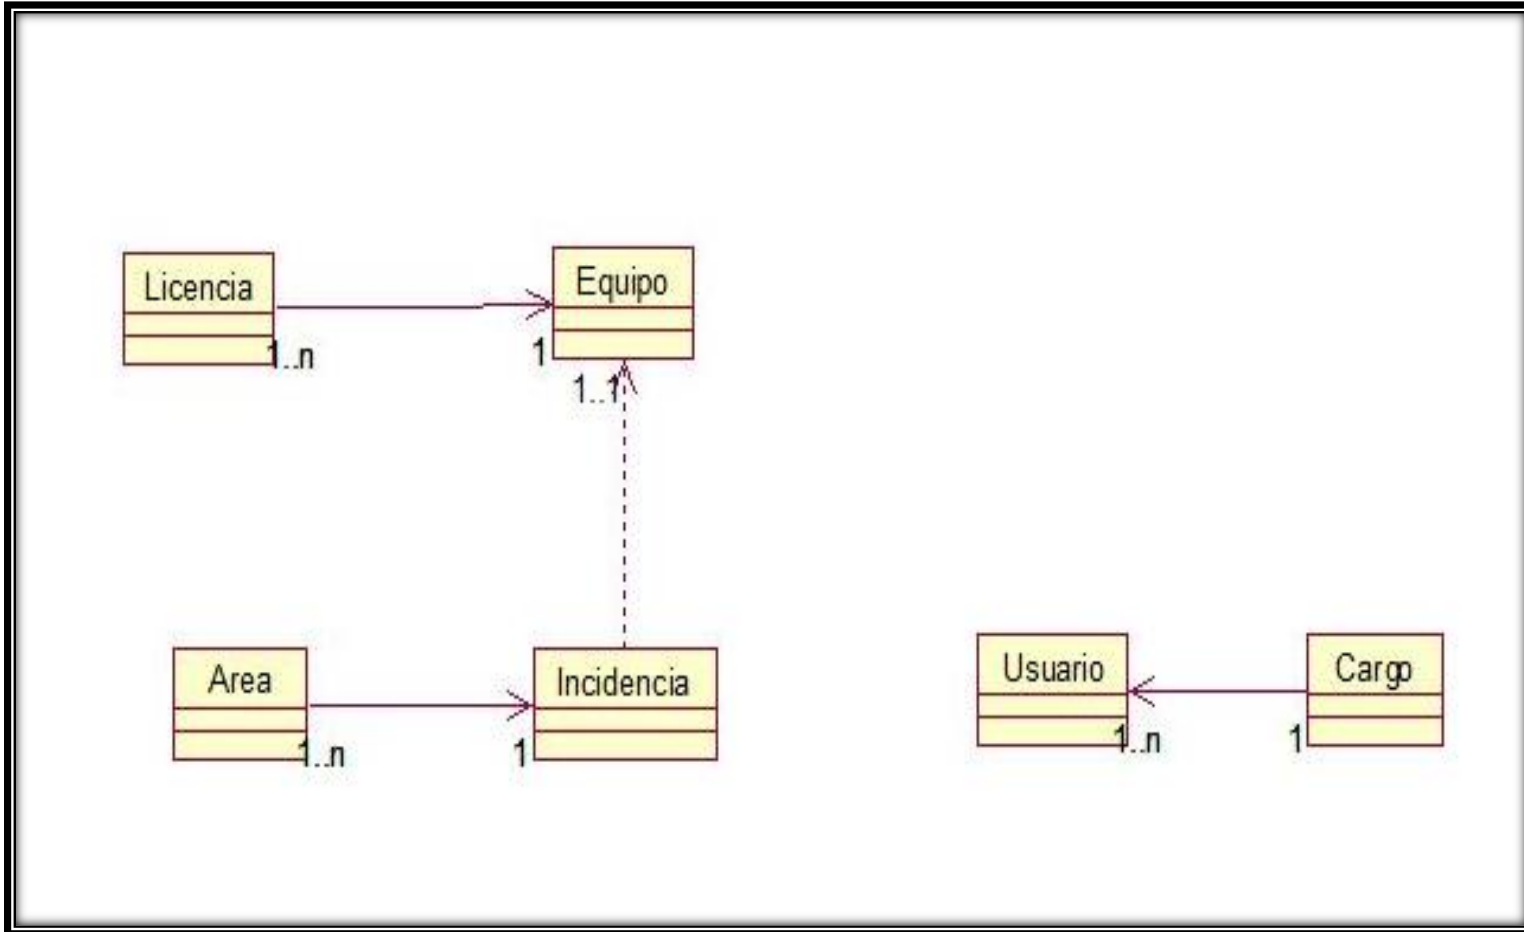 Licencia
Equipo
1..n
1
1..1
Area
Incidencia
Usuario
Cargo
1..n
1
1..n
1